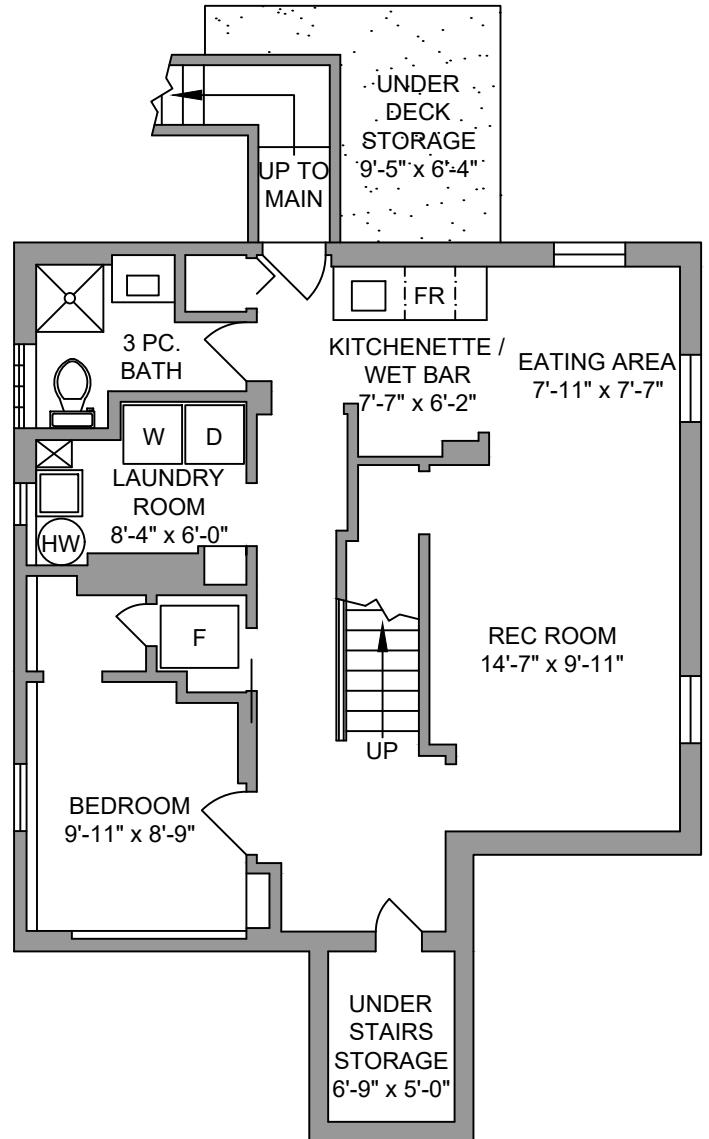 UNDER
DECK
STORAGE
9'-5" x 6'-4"
UP TO
MAIN
FR
3 PC.
BATH
KITCHENETTE /
WET BAR
7'-7" x 6'-2"
EATING AREA
7'-11" x 7'-7"
W
D
LAUNDRY
ROOM
8'-4" x 6'-0"
HW
F
REC ROOM
14'-7" x 9'-11"
UP
BEDROOM
9'-11" x 8'-9"
UNDER
STAIRS
STORAGE
6'-9" x 5'-0"